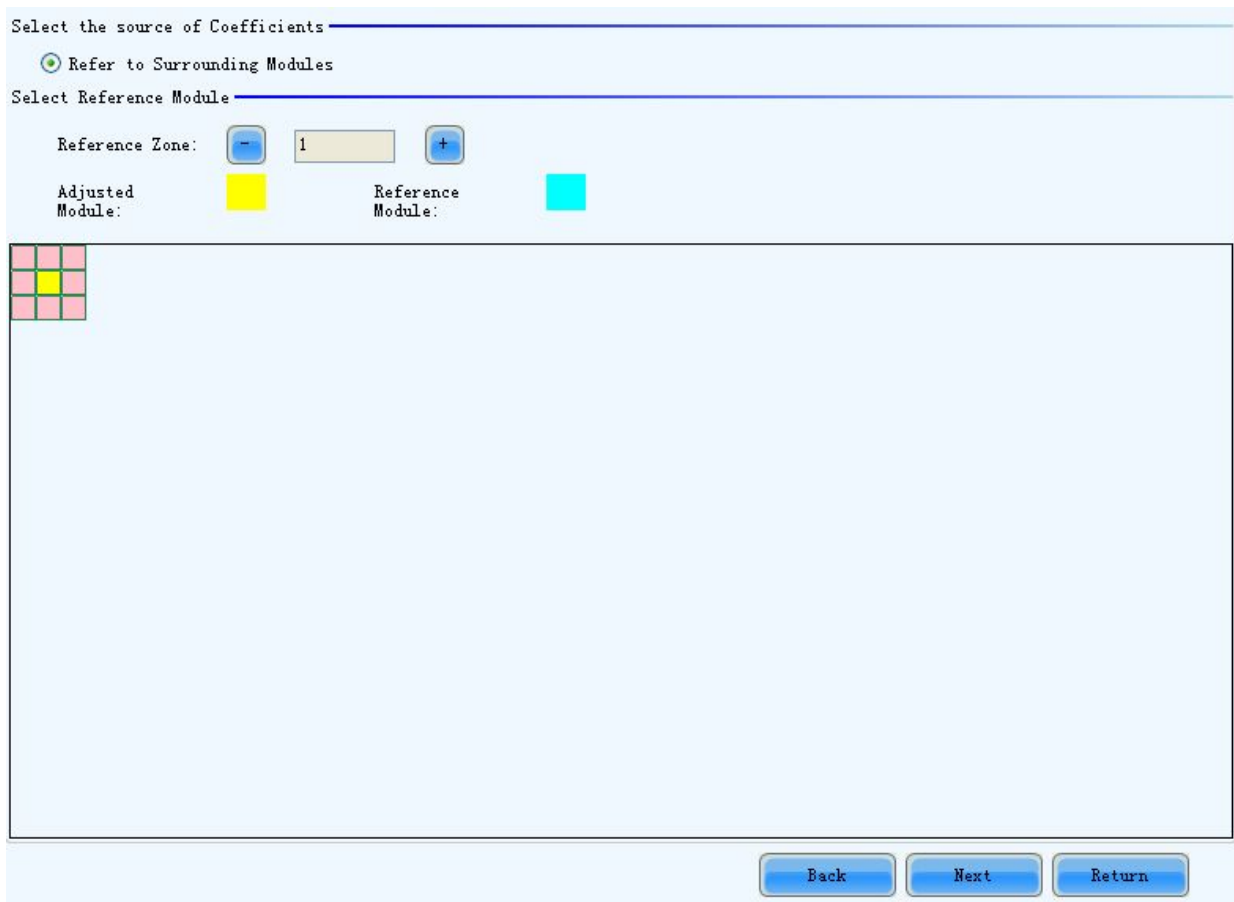 Select the source of Coefficients
Refer to Surrounding Modules
Select Reference Module
Reference Zone: - 1 +
Adjusted Module:
Reference Module:
Back Next Return